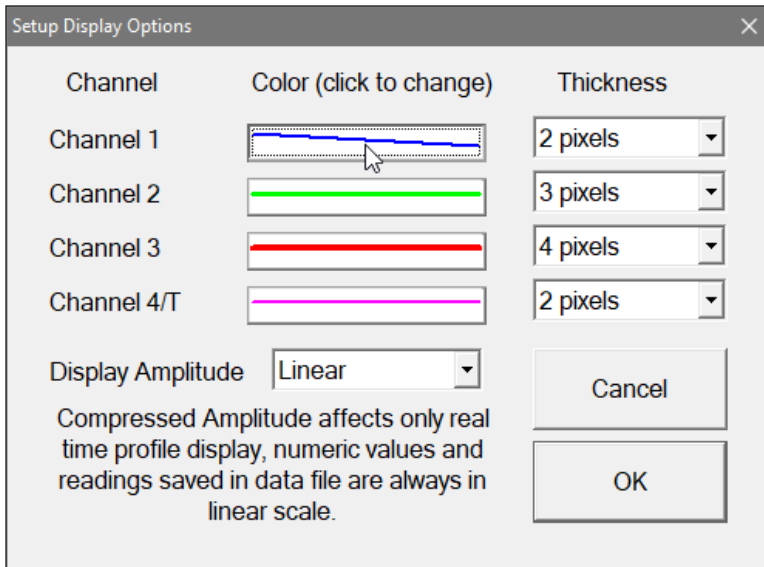 Setup Display Options
Channel Color (click to change) Thickness
Channel 1 2 pixels
Channel 2 3 pixels
Channel 3 4 pixels
Channel 4/T 2 pixels
Display Amplitude Linear
Cancel
Compressed Amplitude affects only real
time profile display, numeric values and
readings saved in data file are always in
linear scale.
OK